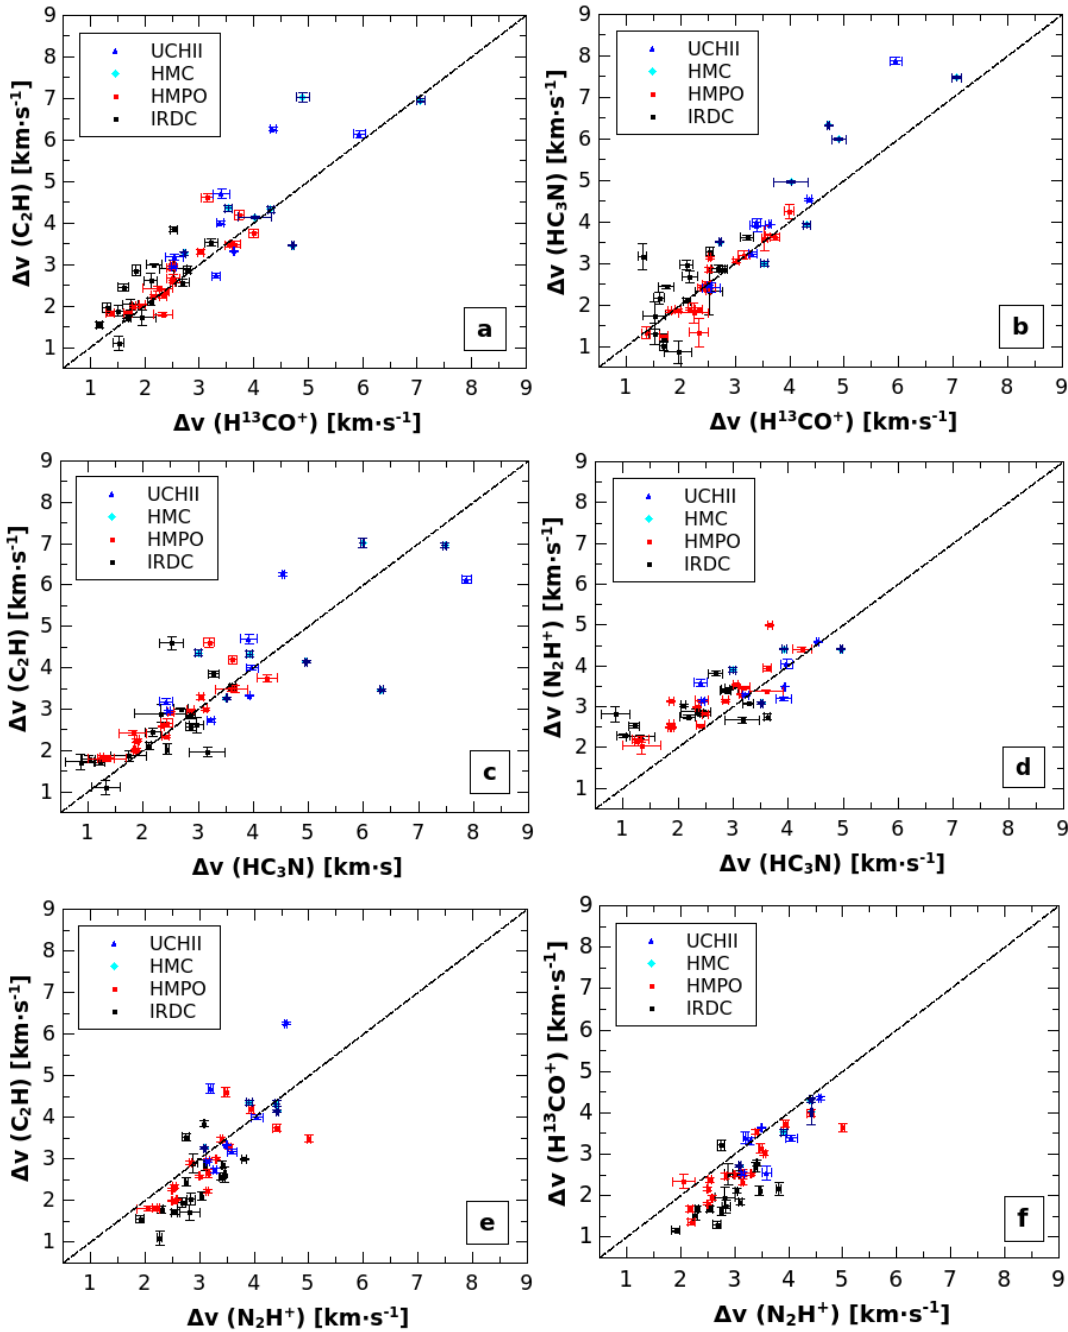 9
8
7
6
5
4
3
2
1
Δv (C₂H) [km·s⁻¹]
UCHII
HMC
HMPO
IRDC
a
1 2 3 4 5 6 7 8 9
Δv (H¹³CO⁺) [km·s⁻¹]
9
8
7
6
5
4
3
2
1
Δv (HC₃N) [km·s⁻¹]
UCHII
HMC
HMPO
IRDC
b
1 2 3 4 5 6 7 8 9
Δv (H¹³CO⁺) [km·s⁻¹]
9
8
7
6
5
4
3
2
1
Δv (C₂H) [km·s⁻¹]
UCHII
HMC
HMPO
IRDC
c
1 2 3 4 5 6 7 8 9
Δv (HC₃N) [km·s]
9
8
7
6
5
4
3
2
1
Δv (N₂H⁺) [km·s⁻¹]
UCHII
HMC
HMPO
IRDC
d
1 2 3 4 5 6 7 8 9
Δv (HC₃N) [km·s⁻¹]
9
8
7
6
5
4
3
2
1
Δv (C₂H) [km·s⁻¹]
UCHII
HMC
HMPO
IRDC
e
1 2 3 4 5 6 7 8 9
Δv (N₂H⁺) [km·s⁻¹]
9
8
7
6
5
4
3
2
1
Δv (H¹³CO⁺) [km·s⁻¹]
UCHII
HMC
HMPO
IRDC
f
1 2 3 4 5 6 7 8 9
Δv (N₂H⁺) [km·s⁻¹]